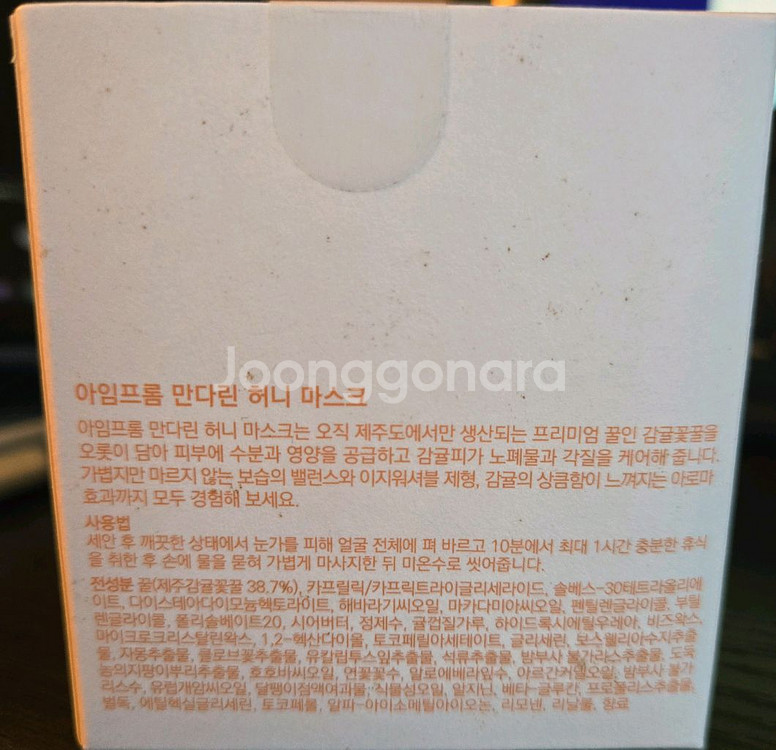 Joonggonara
아임프롬 만다린 허니 마스크
아임프롬 만다린 허니 마스크는 오직 제주도에서만 생산되는 프리미엄 꿀인 감귤꽃꿀을
오롯이 담아 피부에 수분과 영양을 공급하고 감귤피가 노폐물과 각질을 케어해 줍니다.
가볍지만 마르지 않는 보습의 밸런스와 이지워셔블 제형, 감귤의 상큼함이 느껴지는 아로마
효과까지 모두 경험해 보세요.
사용법
세안 후 깨끗한 상태에서 눈가를 피해 얼굴 전체에 펴 바르고 10분에서 최대 1시간 충분한 휴식
을 취한 후 손에 물을 묻혀 가볍게 마사지한 뒤 미온수로 씻어줍니다.
전성분 꿀(제주감귤꽃꿀 38.7%), 카프릴릭/카프릭트라이글리세라이드, 솔베스-30테트라올리에
이트, 다이스테아다이모늄헥토라이트, 해바라기씨오일, 마카다미아씨오일, 펜틸렌글라이콜, 부틸
렌글라이콜, 폴리솔베이트20, 시어버터, 정제수, 귤껍질가루, 하이드록시에틸우레아, 비즈왁스,
마이크로크리스탈린왁스, 1,2-헥산다이올, 토코페릴아세테이트, 글리세린, 보스웰리아수지추출
물, 자몽추출물, 클로브꽃추출물, 유칼립투스잎추출물, 석류추출물, 밤부사 불가리스추출물, 도둑
놈의지팡이뿌리추출물, 호호바씨오일, 연꽃꽃수, 알로에베라잎수, 아르간커넬오일, 밤부사 불가
리스수, 유럽개암씨오일, 달팽이점액여과물, 식물성오일, 알지닌, 베타-글루칸, 프로폴리스추출물,
벌독, 에틸헥실글리세린, 토코페롤, 알파-아이소메틸아이오논, 리모넨, 리날룰, 향료